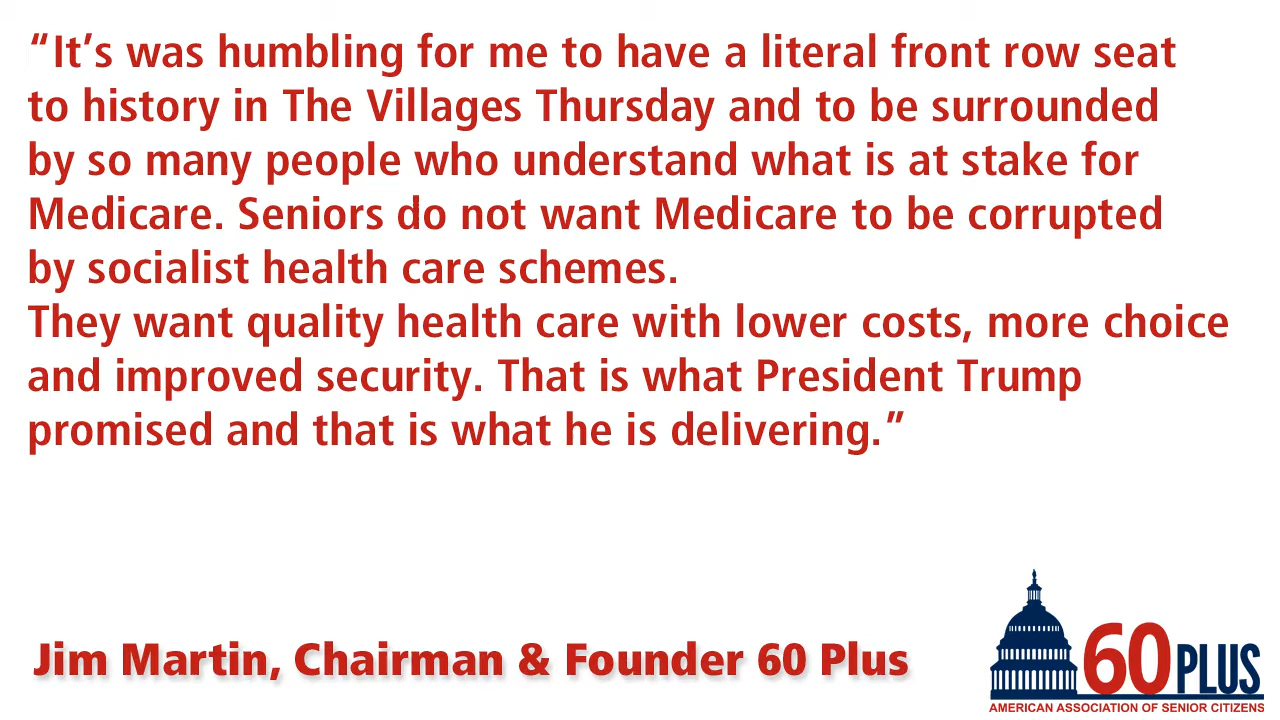 “It’s was humbling for me to have a literal front row seat
to history in The Villages Thursday and to be surrounded
by so many people who understand what is at stake for
Medicare. Seniors do not want Medicare to be corrupted
by socialist health care schemes.
They want quality health care with lower costs, more choice
and improved security. That is what President Trump
promised and that is what he is delivering.”
Jim Martin, Chairman & Founder 60 Plus
60 PLUS
AMERICAN ASSOCIATION OF SENIOR CITIZENS